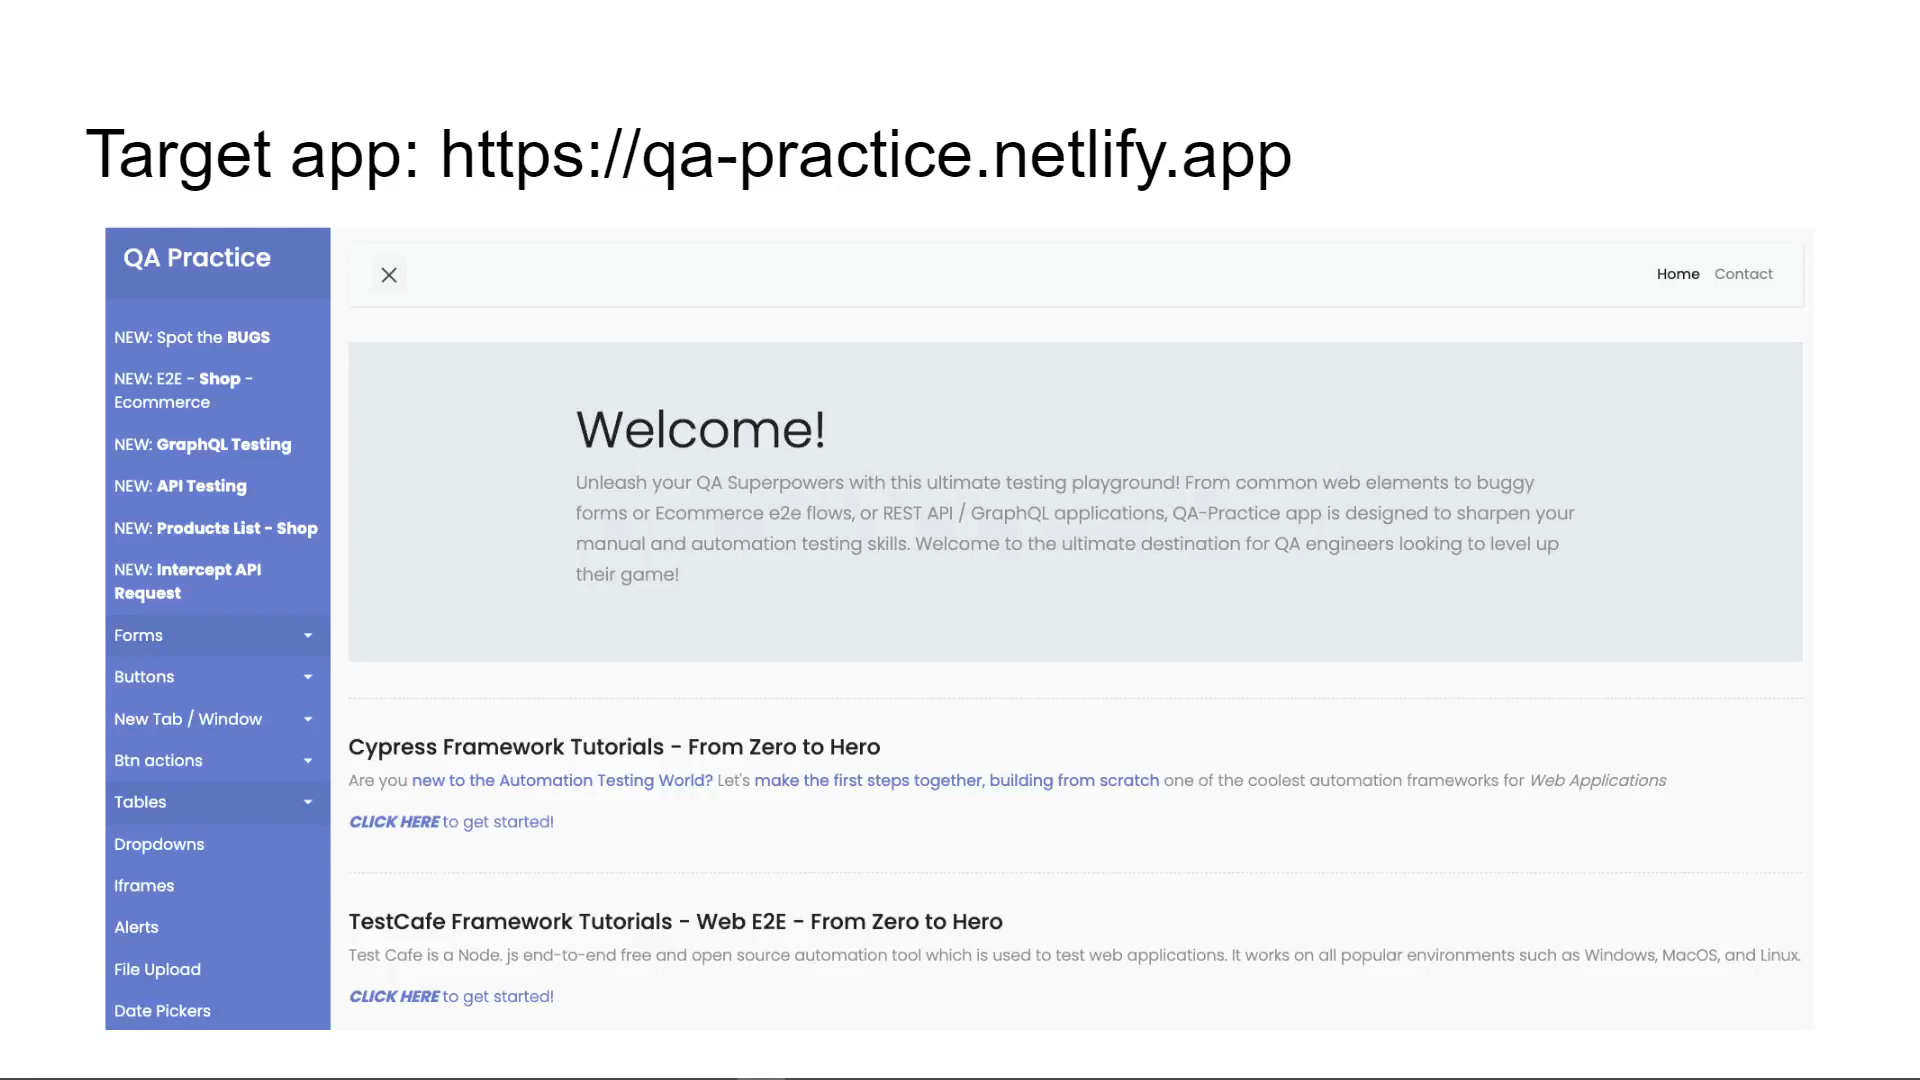 Target app: https://qa-practice.netlify.app
QA Practice
NEW: Spot the BUGS
NEW: E2E - Shop -
Ecommerce
NEW: GraphQL Testing
NEW: API Testing
NEW: Products List - Shop
NEW: Intercept API
Request
Forms
Buttons
New Tab / Window
Btn actions
Tables
Dropdowns
Iframes
Alerts
File Upload
Date Pickers
Home Contact
Welcome!
Unleash your QA Superpowers with this ultimate testing playground! From common web elements to buggy
forms or Ecommerce e2e flows, or REST API / GraphQL applications, QA-Practice app is designed to sharpen your
manual and automation testing skills. Welcome to the ultimate destination for QA engineers looking to level up
their game!
Cypress Framework Tutorials - From Zero to Hero
Are you new to the Automation Testing World? Let's make the first steps together, building from scratch one of the coolest automation frameworks for Web Applications
CLICK HERE to get started!
TestCafe Framework Tutorials - Web E2E - From Zero to Hero
Test Cafe is a Node. js end-to-end free and open source automation tool which is used to test web applications. It works on all popular environments such as Windows, MacOS, and Linux.
CLICK HERE to get started!